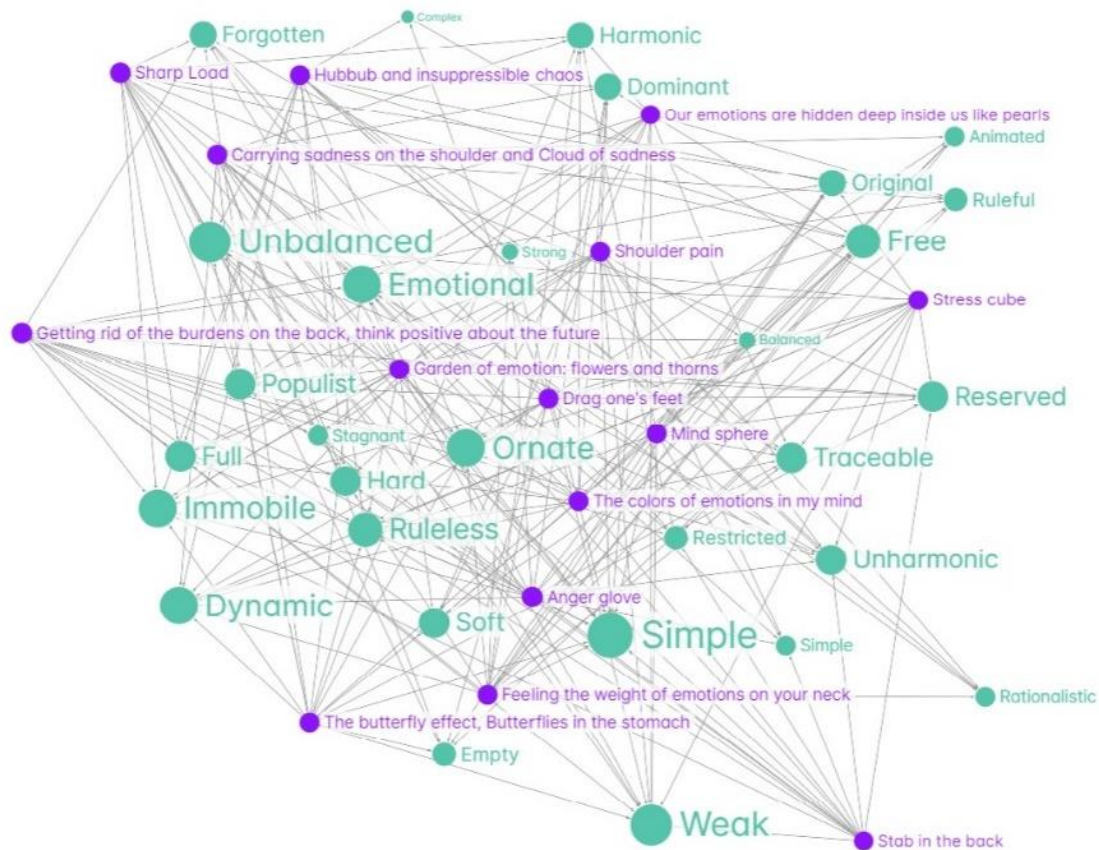 Complex
Forgotten
Harmonic
Sharp Load
Hubbub and insuppressible chaos
Dominant
Our emotions are hidden deep inside us like pearls
Animated
Carrying sadness on the shoulder and Cloud of sadness
Original
Ruleful
Unbalanced
Free
Strong
Shoulder pain
Emotional
Stress cube
Getting rid of the burdens on the back, think positive about the future
Balanced
Garden of emotion: flowers and thorns
Populist
Drag one's feet
Reserved
Stagnant
Mind sphere
Ornate
Full
Traceable
Hard
Immobile
The colors of emotions in my mind
Ruleless
Restricted
Unharmonic
Anger glove
Dynamic
Soft
Simple
Simple
Feeling the weight of emotions on your neck
Rationalistic
The butterfly effect, Butterflies in the stomach
Empty
Weak
Stab in the back